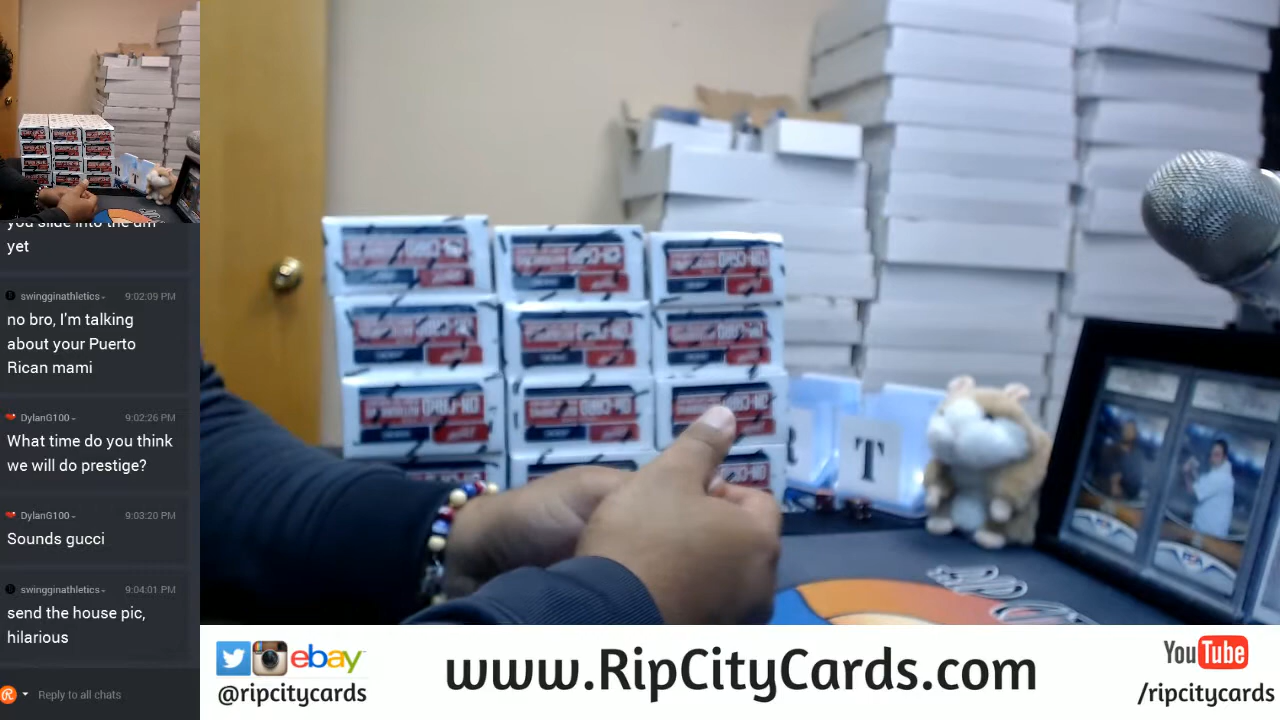 yet
swingginathletics 9:02:09 PM
no bro, I'm talking
about your Puerto
Rican mami
DylanG100 9:02:26 PM
What time do you think
we will do prestige?
DylanG100 9:03:20 PM
Sounds gucci
swingginathletics 9:04:01 PM
send the house pic,
hilarious
Reply to all chats
T
ebay
@ripcitycards
www.RipCityCards.com
YouTube
/ripcitycards